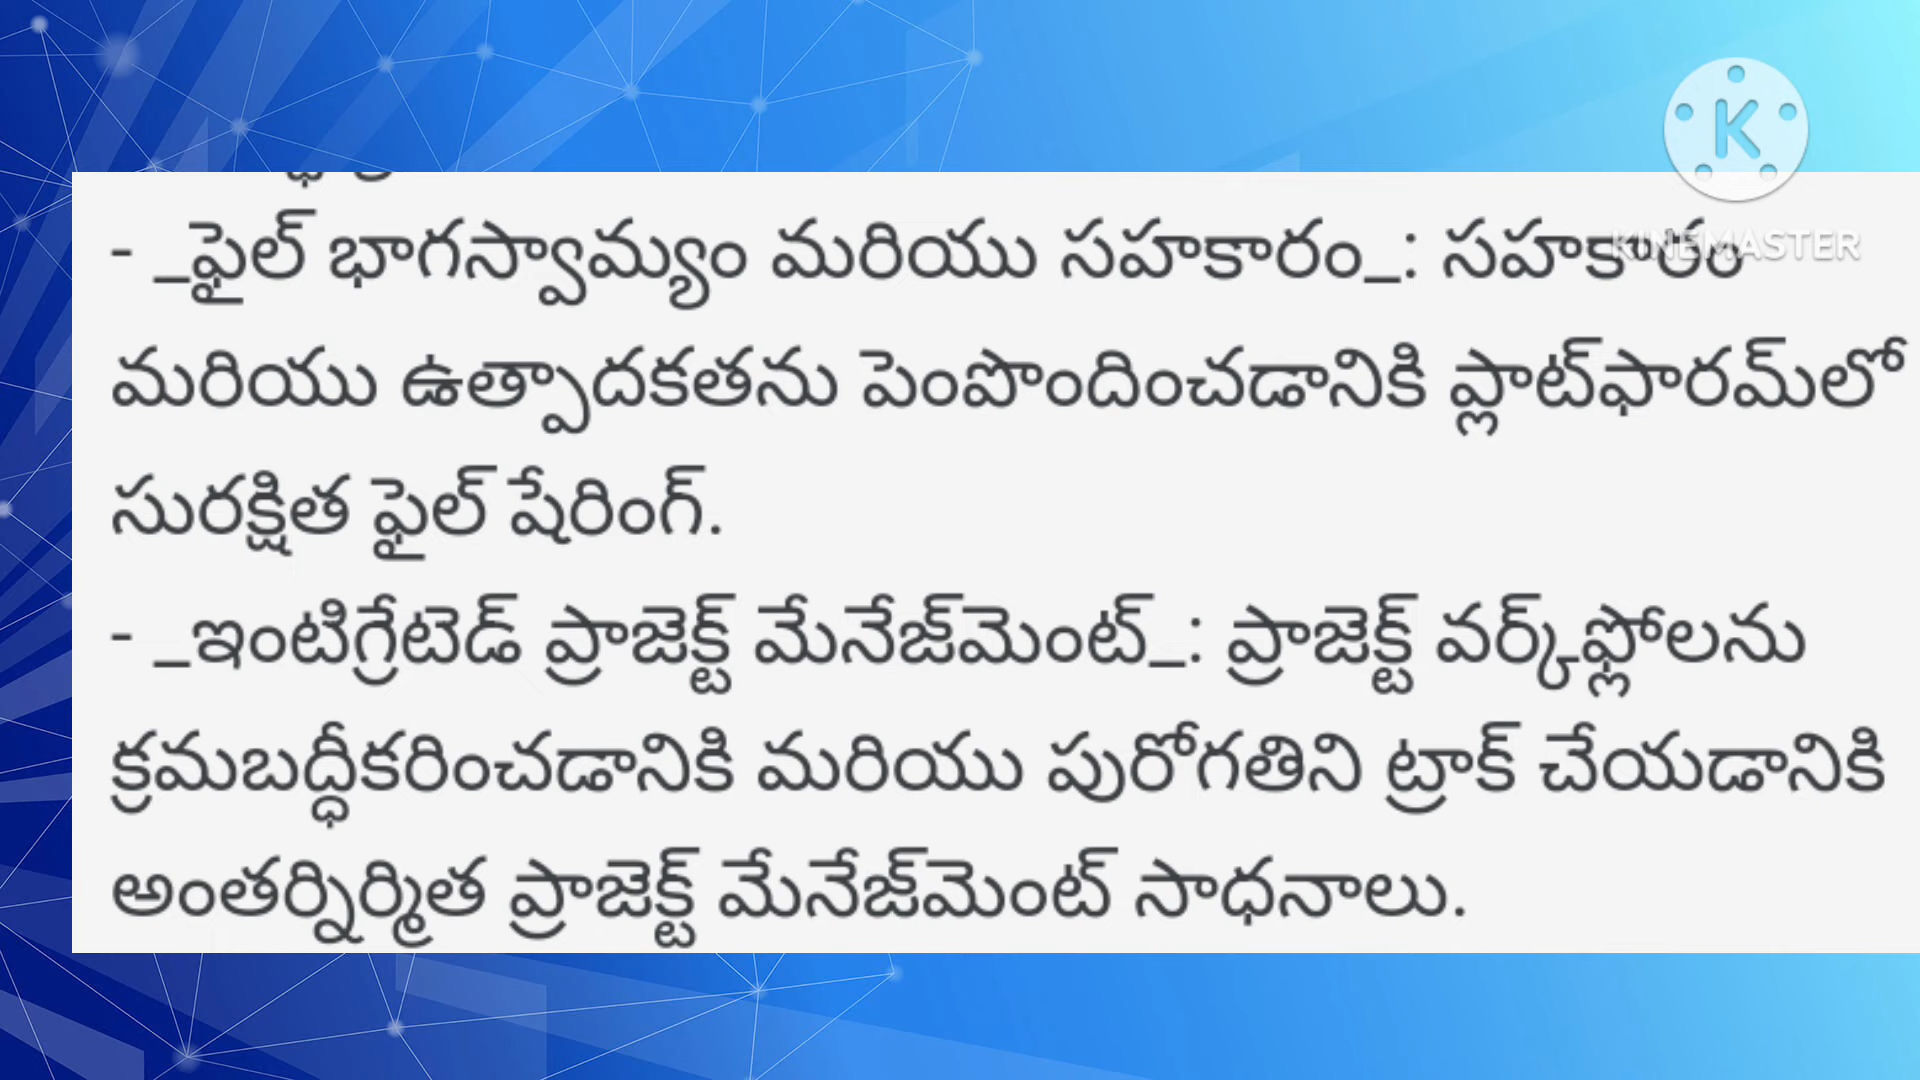 K
KINEMASTER
- _ఫైల్ భాగస్వామ్యం మరియు సహకారం_: సహకారం
మరియు ఉత్పాదకతను పెంపొందించడానికి ప్లాట్‌ఫారమ్‌లో
సురక్షిత ఫైల్ షేరింగ్.
- _ఇంటిగ్రేటెడ్ ప్రాజెక్ట్ మేనేజ్‌మెంట్_: ప్రాజెక్ట్ వర్క్‌ఫ్లోలను
క్రమబద్ధీకరించడానికి మరియు పురోగతిని ట్రాక్ చేయడానికి
అంతర్నిర్మిత ప్రాజెక్ట్ మేనేజ్‌మెంట్ సాధనాలు.